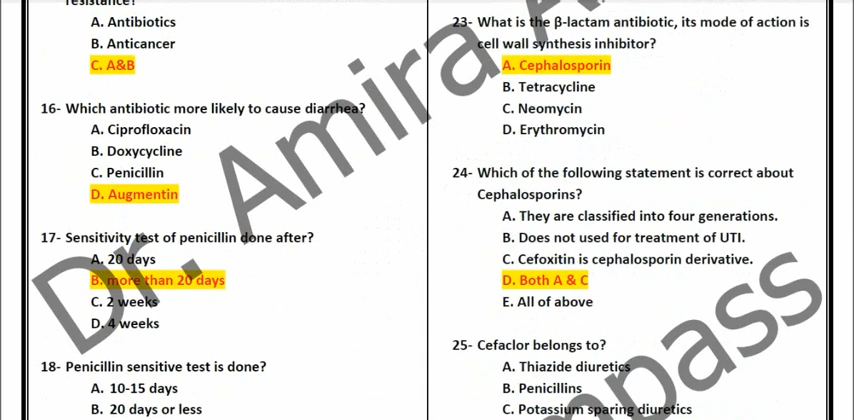 resistance?
A. Antibiotics
B. Anticancer
C. A&B
16- Which antibiotic more likely to cause diarrhea?
A. Ciprofloxacin
B. Doxycycline
C. Penicillin
D. Augmentin
17- Sensitivity test of penicillin done after?
A. 20 days
B. more than 20 days
C. 2 weeks
D. 4 weeks
18- Penicillin sensitive test is done?
A. 10-15 days
B. 20 days or less
23- What is the β-lactam antibiotic, its mode of action is
cell wall synthesis inhibitor?
A. Cephalosporin
B. Tetracycline
C. Neomycin
D. Erythromycin
24- Which of the following statement is correct about
Cephalosporins?
A. They are classified into four generations.
B. Does not used for treatment of UTI.
C. Cefoxitin is cephalosporin derivative.
D. Both A & C
E. All of above
25- Cefaclor belongs to?
A. Thiazide diuretics
B. Penicillins
C. Potassium sparing diuretics
Dr. Amira